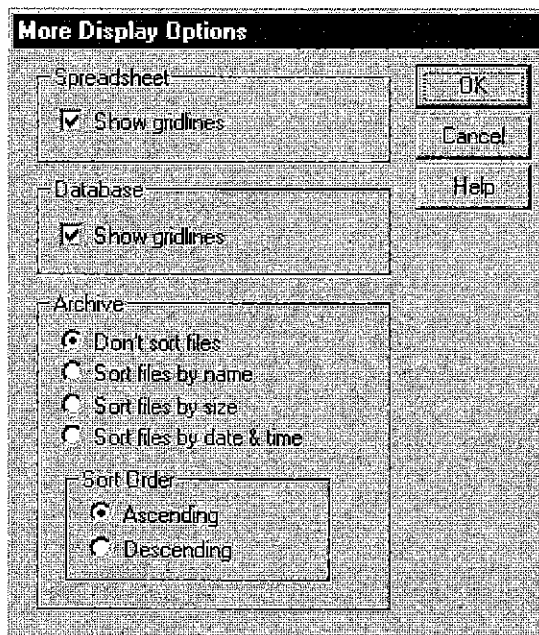 More Display Options
Spreadsheet
Show gridlines
OK
Cancel
Help
Database
Show gridlines
Archive
Don't sort files
Sort files by name
Sort files by size
Sort files by date & time
Sort Order
Ascending
Descending